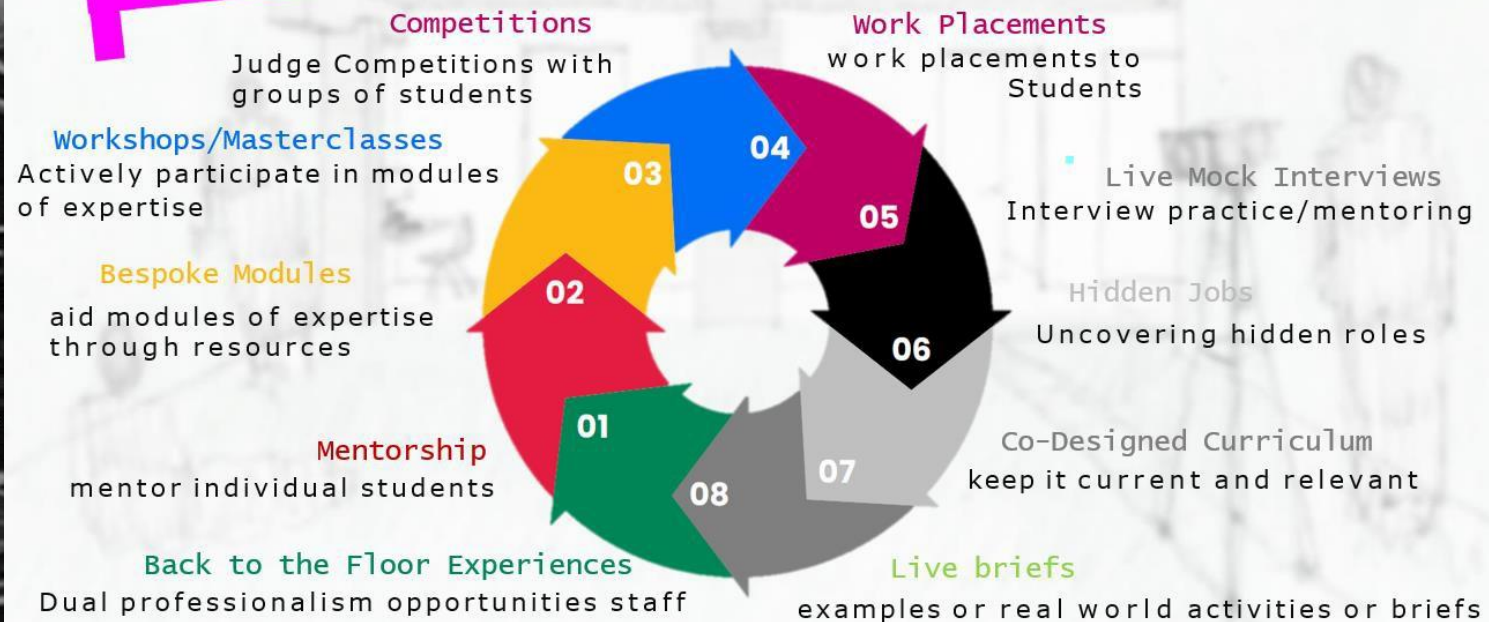 Competitions
Judge Competitions with
groups of students
Workshops/Masterclasses
Actively participate in modules
of expertise
Bespoke Modules
aid modules of expertise
through resources
Mentorship
mentor individual students
Back to the Floor Experiences
Dual professionalism opportunities staff
01
02
03
04
05
06
07
08
Work Placements
work placements to
Students
Live Mock Interviews
Interview practice/mentoring
Hidden Jobs
Uncovering hidden roles
Co-Designed Curriculum
keep it current and relevant
Live briefs
examples or real world activities or briefs